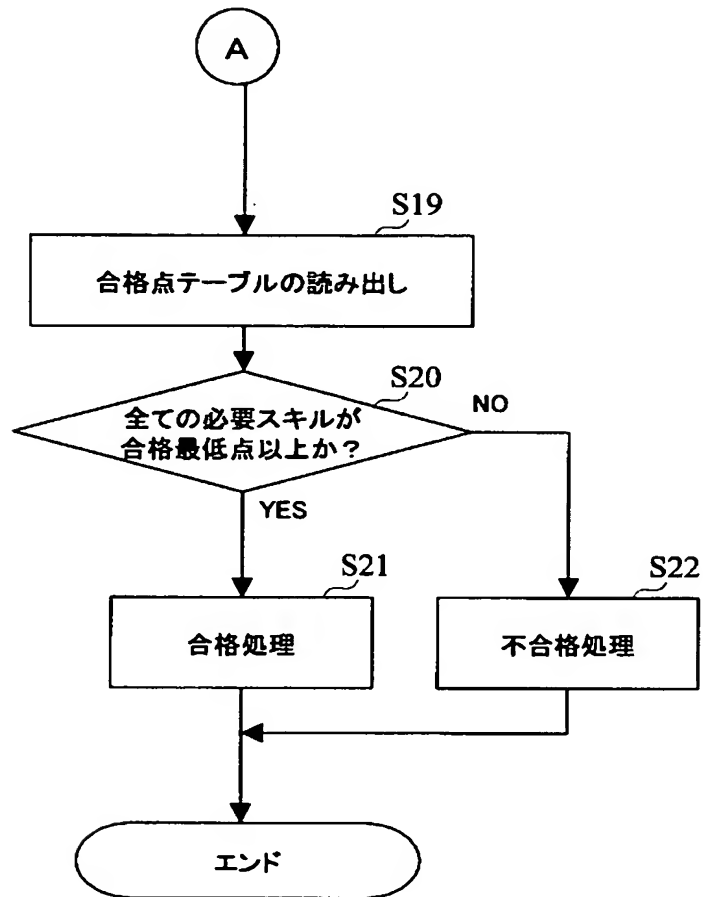 A
S19
合格点テーブルの読み出し
S20
全ての必要スキルが
合格最低点以上か?
NO
YES
S21
合格処理
S22
不合格処理
エンド